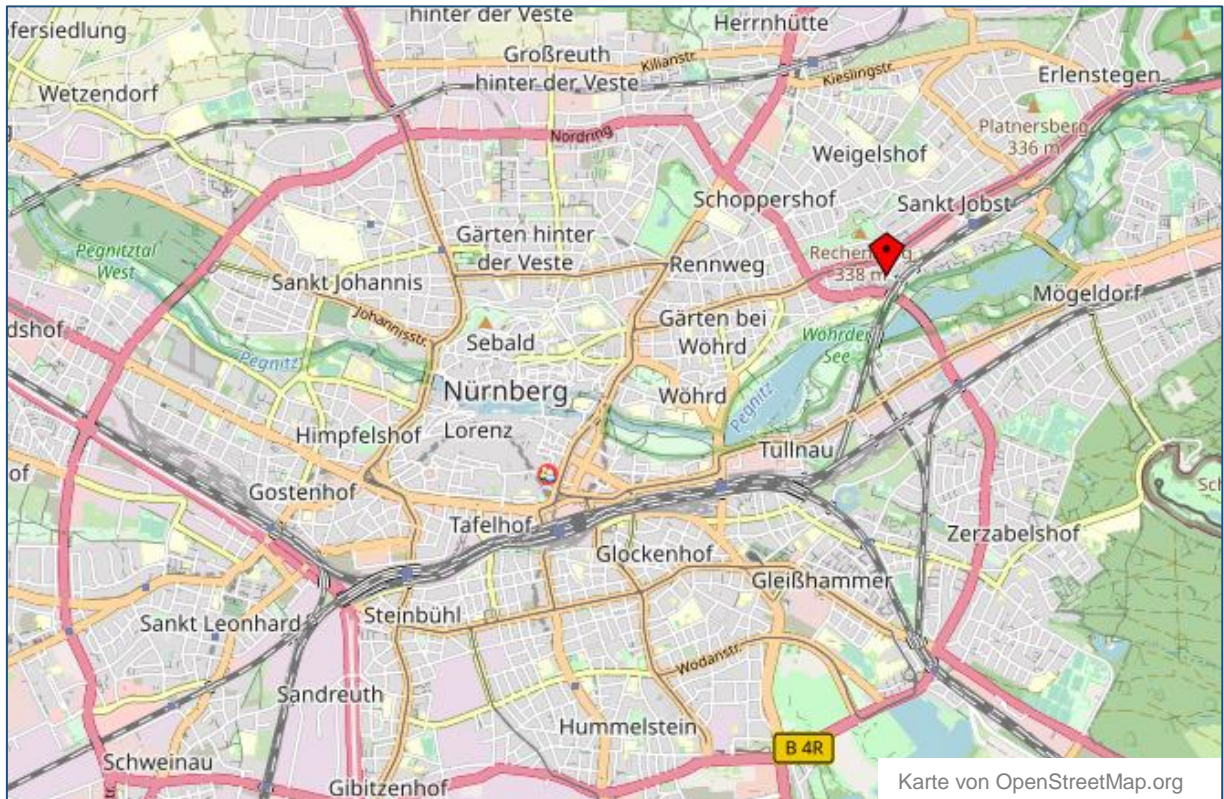 hinter der Veste
Herrnhütte
fersiedlung
Großreuth
hinter der Veste
Kilianstr.
Kieslingstr.
Erlenstegen
Wetzendorf
Platnersberg
336 m
Nordring
Weigelshof
Schoppershof
Sankt Jobst
Pegnitztal
West
Gärten hinter
der Veste
Rennweg
338 m
Sankt Johannis
Mögeldorf
dshof
Johannisstr.
Sebald
Gärten bei
Wöhrd
Wöhrder
See
Pegnitz
Nürnberg
Wöhrd
Pegnitz
Himpfelshof
Lorenz
Tullnau
of
Gostenhof
Sch
Tafelhof
Glockenhof
Zerzabelshof
Gleißhammer
Sankt Leonhard
Steinbühl
Wodanstr.
Sandreuth
Hummelstein
B 4R
Schweinau
Gibitzenhof
Karte von OpenStreetMap.org